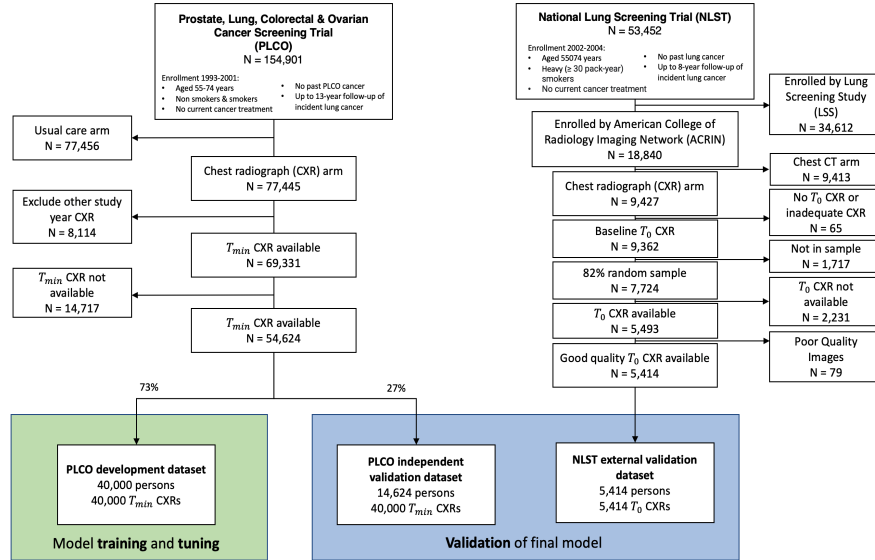 Prostate, Lung, Colorectal & Ovarian
Cancer Screening Trial
(PLCO)
N = 154,901
Enrollment 1993-2001:
• Aged 55-74 years
• Non smokers & smokers
• No current cancer treatment
• No past PLCO cancer
• Up to 13-year follow-up of
incident lung cancer
Usual care arm
N = 77,456
Chest radiograph (CXR) arm
N = 77,445
Exclude other study
year CXR
N = 8,114
T_min CXR available
N = 69,331
T_min CXR not
available
N = 14,717
T_min CXR available
N = 54,624
73%
27%
National Lung Screening Trial (NLST)
N = 53,452
Enrollment 2002-2004:
• Aged 55074 years
• Heavy (≥ 30 pack-year)
smokers
• No current cancer treatment
• No past lung cancer
• Up to 8-year follow-up of
incident lung cancer
Enrolled by Lung
Screening Study
(LSS)
N = 34,612
Enrolled by American College of
Radiology Imaging Network (ACRIN)
N = 18,840
Chest CT arm
N = 9,413
Chest radiograph (CXR) arm
N = 9,427
No T_0 CXR or
inadequate CXR
N = 65
Baseline T_0 CXR
N = 9,362
Not in sample
N = 1,717
82% random sample
N = 7,724
T_0 CXR not
available
N = 2,231
T_0 CXR available
N = 5,493
Poor Quality
Images
N = 79
Good quality T_0 CXR available
N = 5,414
PLCO development dataset
40,000 persons
40,000 T_min CXRs
Model training and tuning
PLCO independent
validation dataset
14,624 persons
40,000 T_min CXRs
NLST external validation
dataset
5,414 persons
5,414 T_0 CXRs
Validation of final model